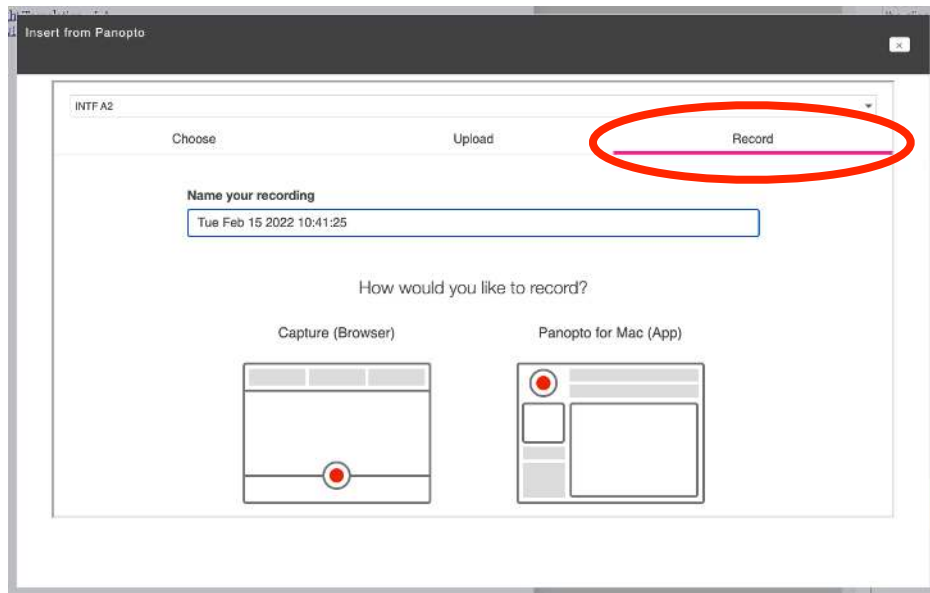 Insert from Panopto
×
INTF A2
Choose Upload Record
Name your recording
Tue Feb 15 2022 10:41:25
How would you like to record?
Capture (Browser) Panopto for Mac (App)